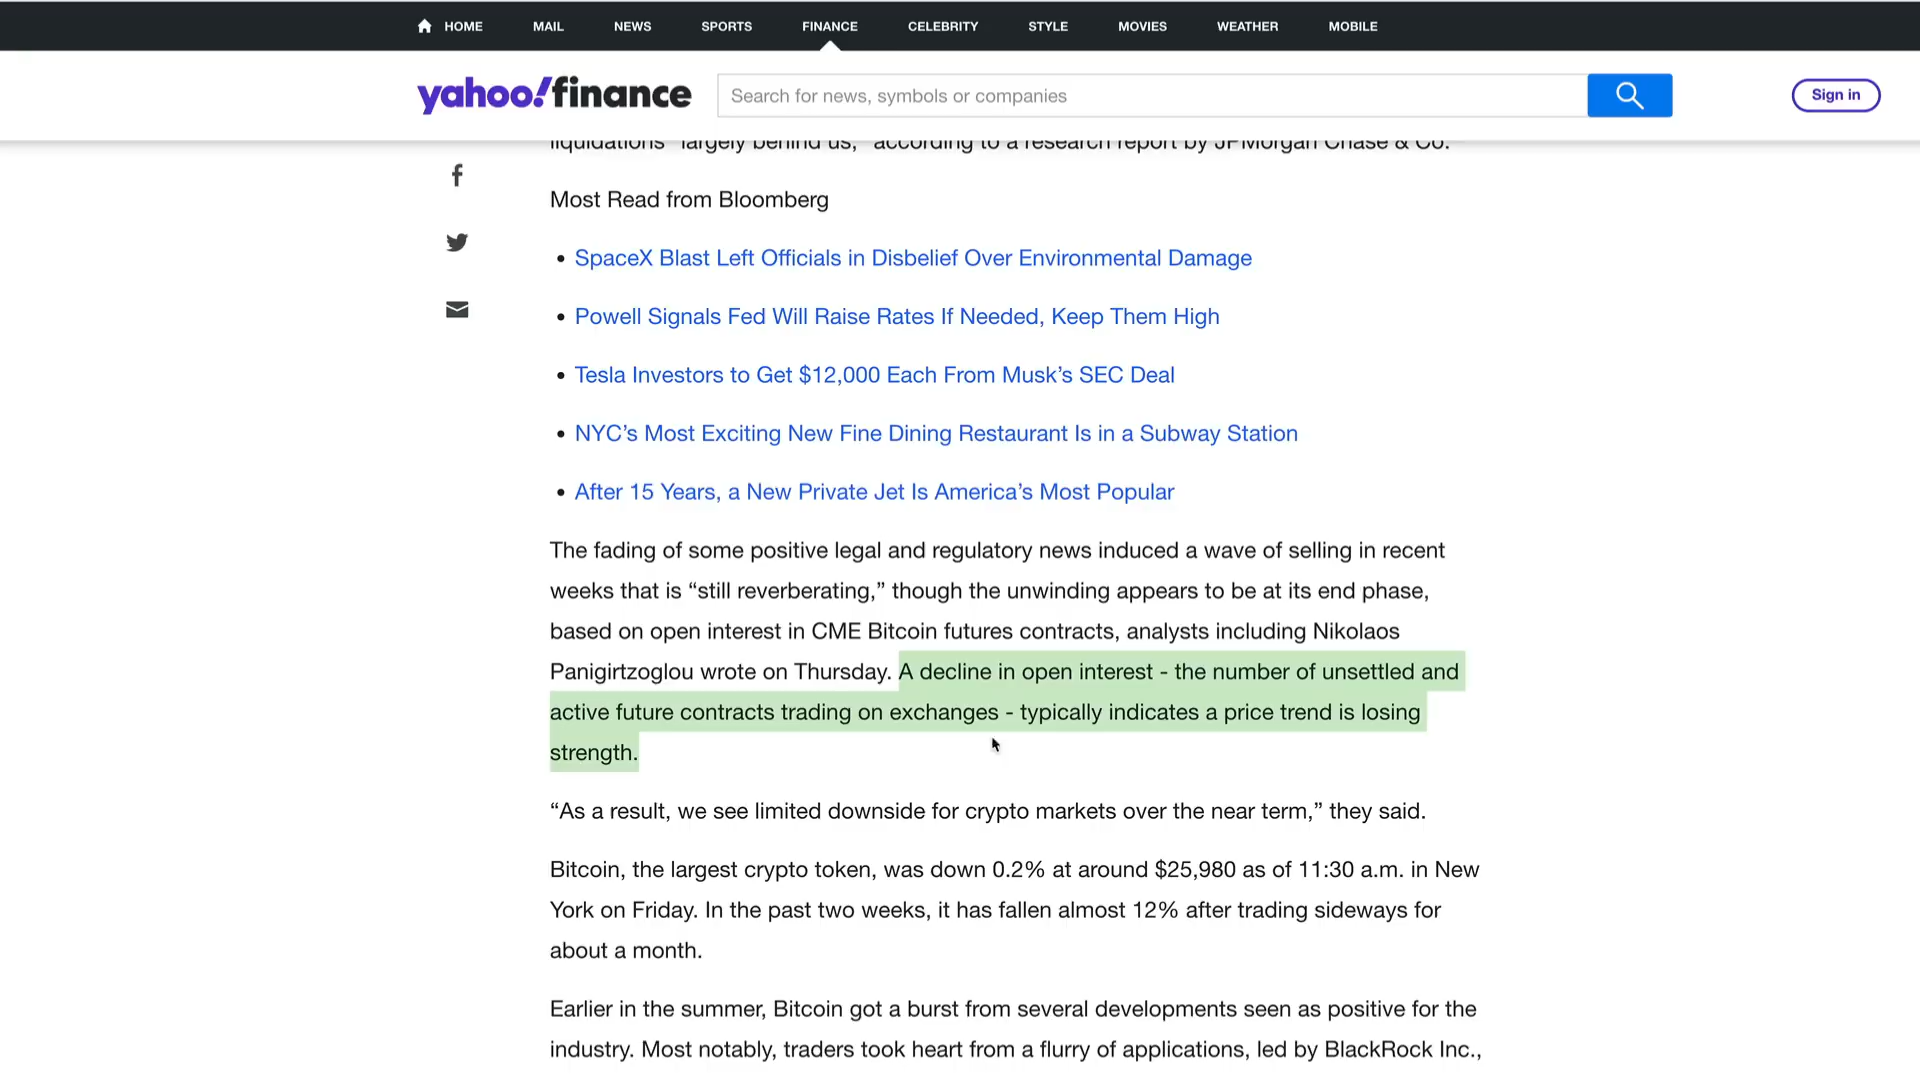 HOME MAIL NEWS SPORTS FINANCE CELEBRITY STYLE MOVIES WEATHER MOBILE
yahoo!finance Search for news, symbols or companies Sign in
liquidations “largely behind us,” according to a research report by JPMorgan Chase & Co.
Most Read from Bloomberg
• SpaceX Blast Left Officials in Disbelief Over Environmental Damage
• Powell Signals Fed Will Raise Rates If Needed, Keep Them High
• Tesla Investors to Get $12,000 Each From Musk’s SEC Deal
• NYC’s Most Exciting New Fine Dining Restaurant Is in a Subway Station
• After 15 Years, a New Private Jet Is America’s Most Popular
The fading of some positive legal and regulatory news induced a wave of selling in recent
weeks that is “still reverberating,” though the unwinding appears to be at its end phase,
based on open interest in CME Bitcoin futures contracts, analysts including Nikolaos
Panigirtzoglou wrote on Thursday. A decline in open interest - the number of unsettled and
active future contracts trading on exchanges - typically indicates a price trend is losing
strength.
“As a result, we see limited downside for crypto markets over the near term,” they said.
Bitcoin, the largest crypto token, was down 0.2% at around $25,980 as of 11:30 a.m. in New
York on Friday. In the past two weeks, it has fallen almost 12% after trading sideways for
about a month.
Earlier in the summer, Bitcoin got a burst from several developments seen as positive for the
industry. Most notably, traders took heart from a flurry of applications, led by BlackRock Inc.,